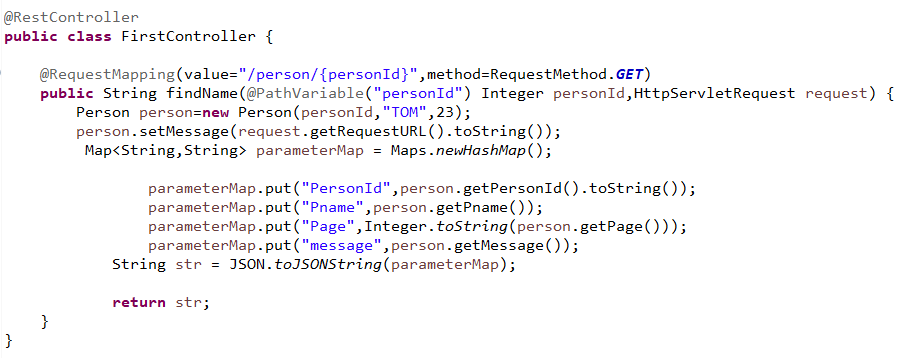 @RestController
public class FirstController {
@RequestMapping(value="/person/{personId}",method=RequestMethod.GET)
public String findName(@PathVariable("personId") Integer personId,HttpServletRequest request) {
Person person=new Person(personId,"TOM",23);
person.setMessage(request.getRequestURL().toString());
Map<String,String> parameterMap = Maps.newHashMap();
parameterMap.put("PersonId",person.getPersonId().toString());
parameterMap.put("Pname",person.getPname());
parameterMap.put("Page",Integer.toString(person.getPage()));
parameterMap.put("message",person.getMessage());
String str = JSON.toJSONString(parameterMap);
return str;
}
}